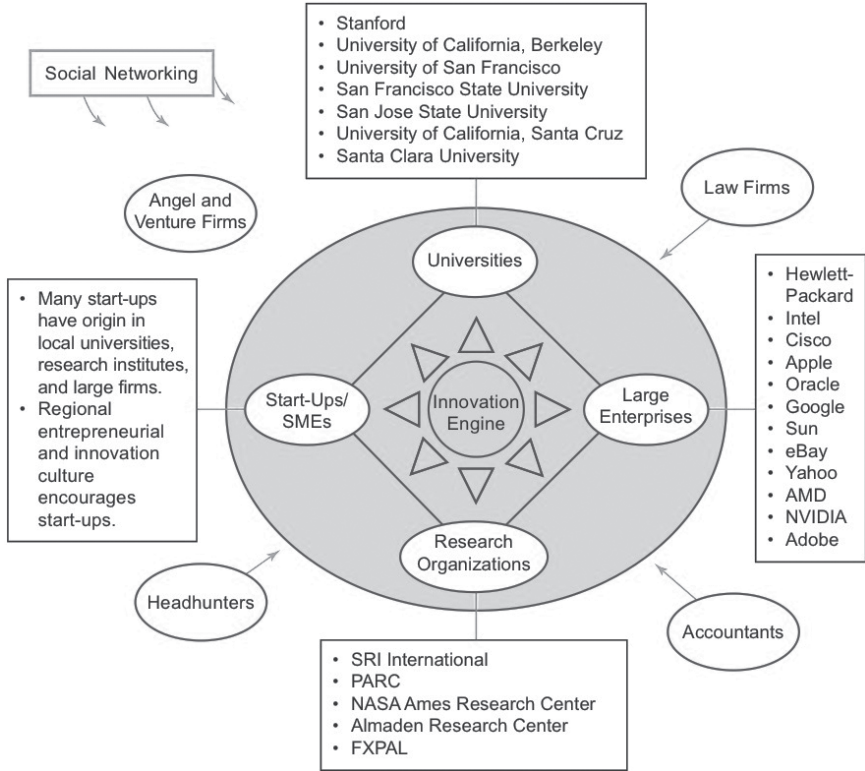 • Stanford
• University of California, Berkeley
• University of San Francisco
• San Francisco State University
• San Jose State University
• University of California, Santa Cruz
• Santa Clara University
Social Networking
Angel and
Venture Firms
Law Firms
Universities
• Many start-ups
have origin in
local universities,
research institutes,
and large firms.
• Regional
entrepreneurial
and innovation
culture
encourages
start-ups.
Start-Ups/
SMEs
Innovation
Engine
Large
Enterprises
• Hewlett-
Packard
• Intel
• Cisco
• Apple
• Oracle
• Google
• Sun
• eBay
• Yahoo
• AMD
• NVIDIA
• Adobe
Research
Organizations
Headhunters
Accountants
• SRI International
• PARC
• NASA Ames Research Center
• Almaden Research Center
• FXPAL